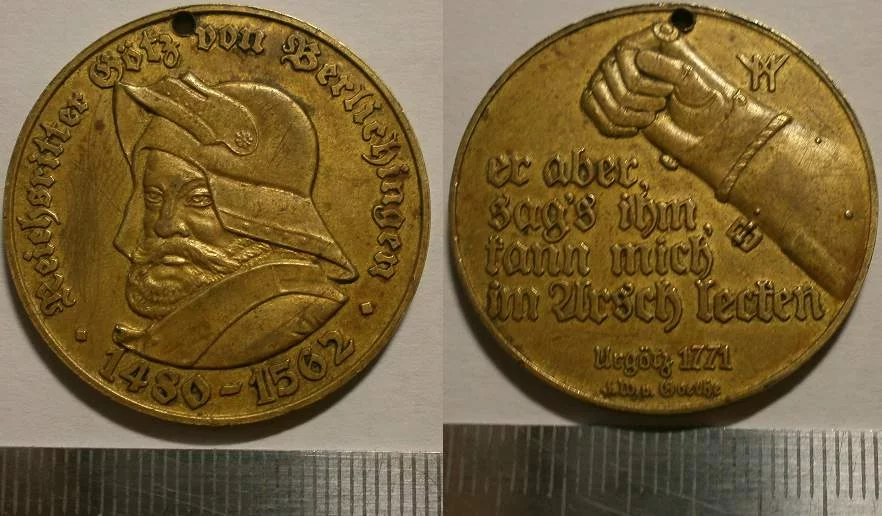 Reichsritter Götz von Berlichingen
1480 - 1562
er aber,
sag's ihm,
kann mich
im Arsch lecken
Urgötz 1771
J.W.v. Goethe